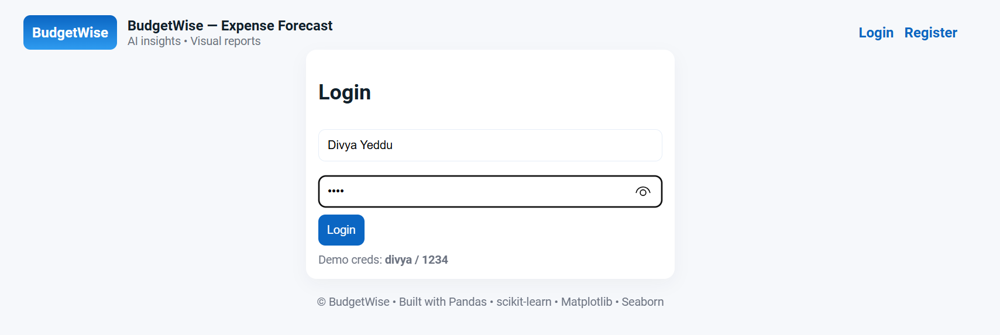 BudgetWise
BudgetWise — Expense Forecast
AI insights • Visual reports
Login Register
Login
Divya Yeddu
••••
Login
Demo creds: divya / 1234
© BudgetWise • Built with Pandas • scikit-learn • Matplotlib • Seaborn